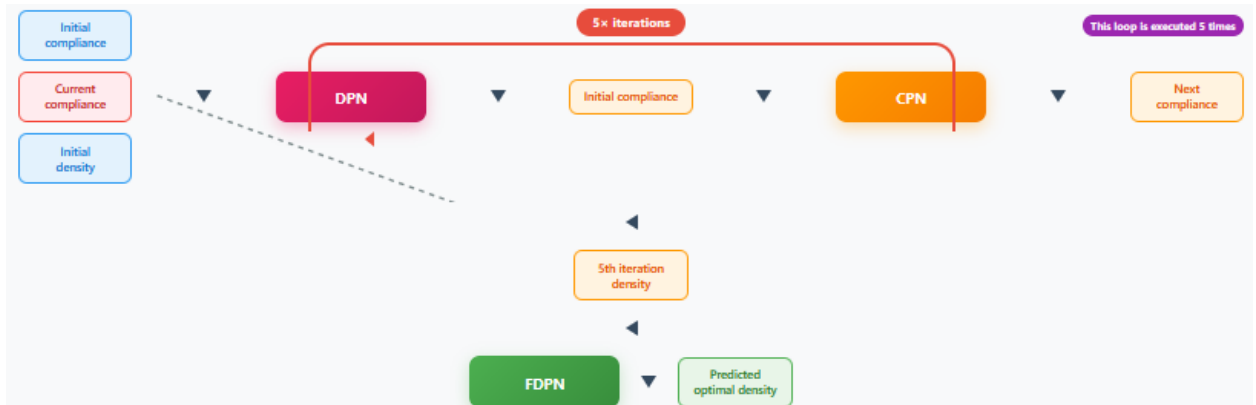 Initial
compliance
5× iterations
This loop is executed 5 times
Current
compliance
DPN
Initial compliance
CPN
Next
compliance
Initial
density
5th iteration
density
FDPN
Predicted
optimal density